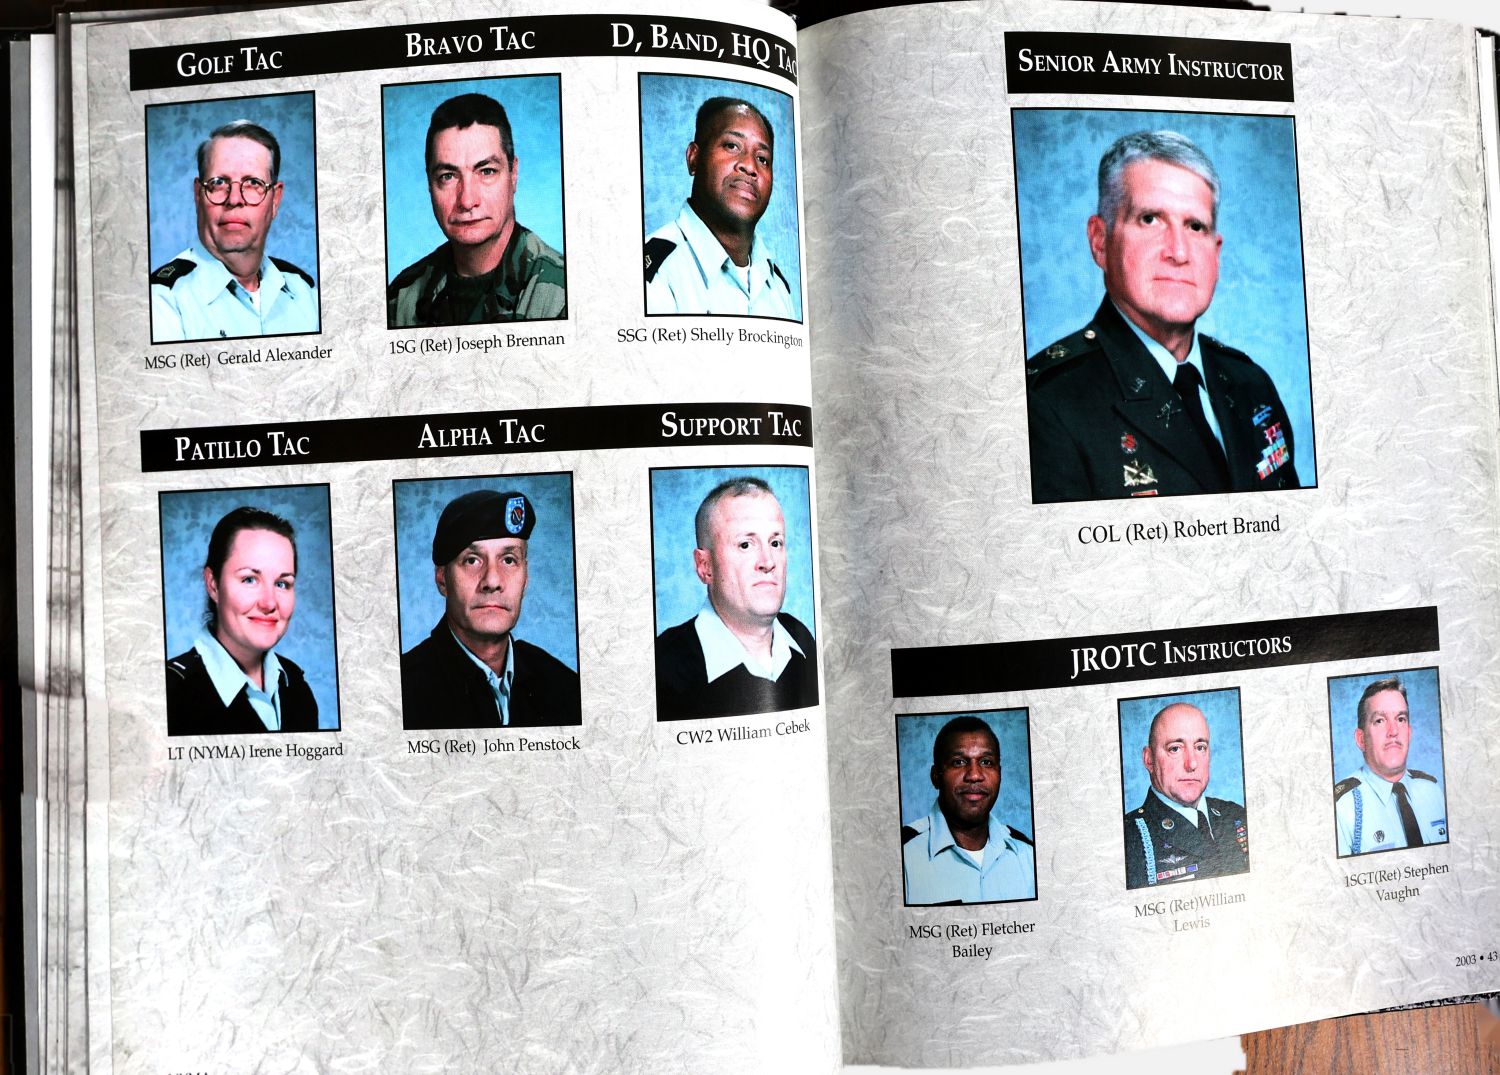 GOLF TAC
BRAVO TAC
D, BAND, HQ TAC
MSG (Ret) Gerald Alexander
1SG (Ret) Joseph Brennan
SSG (Ret) Shelly Brockington
PATILLO TAC
ALPHA TAC
SUPPORT TAC
LT (NYMA) Irene Hoggard
MSG (Ret) John Penstock
CW2 William Cebek
SENIOR ARMY INSTRUCTOR
COL (Ret) Robert Brand
JROTC INSTRUCTORS
MSG (Ret) Fletcher
Bailey
MSG (Ret)William
Lewis
1SGT(Ret) Stephen
Vaughn
2003 • 43